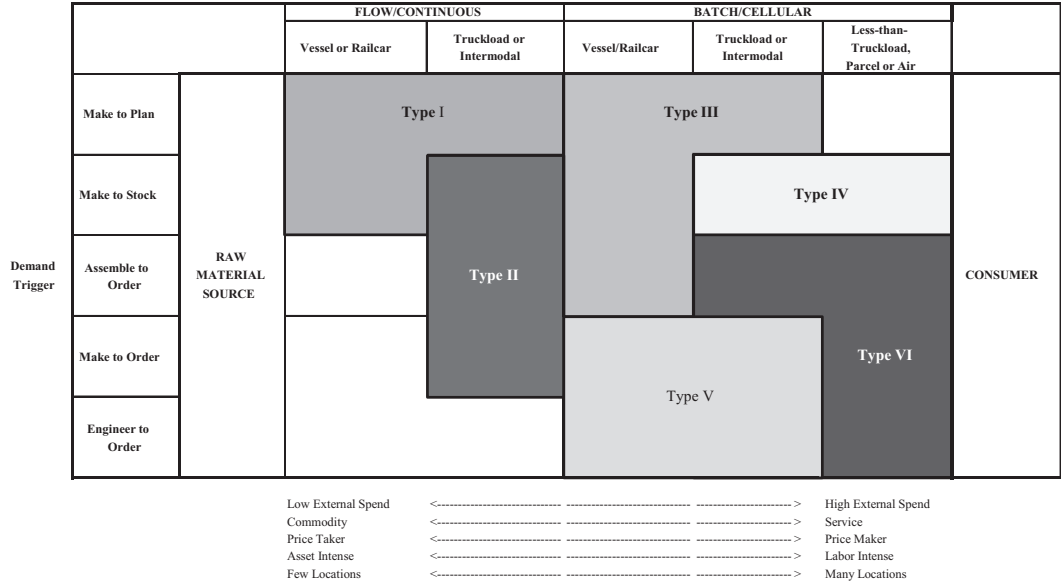 FLOW/CONTINUOUS
BATCH/CELLULAR
Vessel or Railcar
Truckload or
Intermodal
Vessel/Railcar
Truckload or
Intermodal
Less-than-
Truckload,
Parcel or Air
Make to Plan
Type I
Type III
Make to Stock
Type IV
Demand
Trigger
Assemble to
Order
RAW
MATERIAL
SOURCE
Type II
CONSUMER
Make to Order
Type VI
Type V
Engineer to
Order
Low External Spend <----------------------------- ----------------------------- ----------------------> High External Spend
Commodity <----------------------------- ----------------------------- ----------------------> Service
Price Taker <----------------------------- ----------------------------- ----------------------> Price Maker
Asset Intense <----------------------------- ----------------------------- ----------------------> Labor Intense
Few Locations <----------------------------- ----------------------------- ----------------------> Many Locations